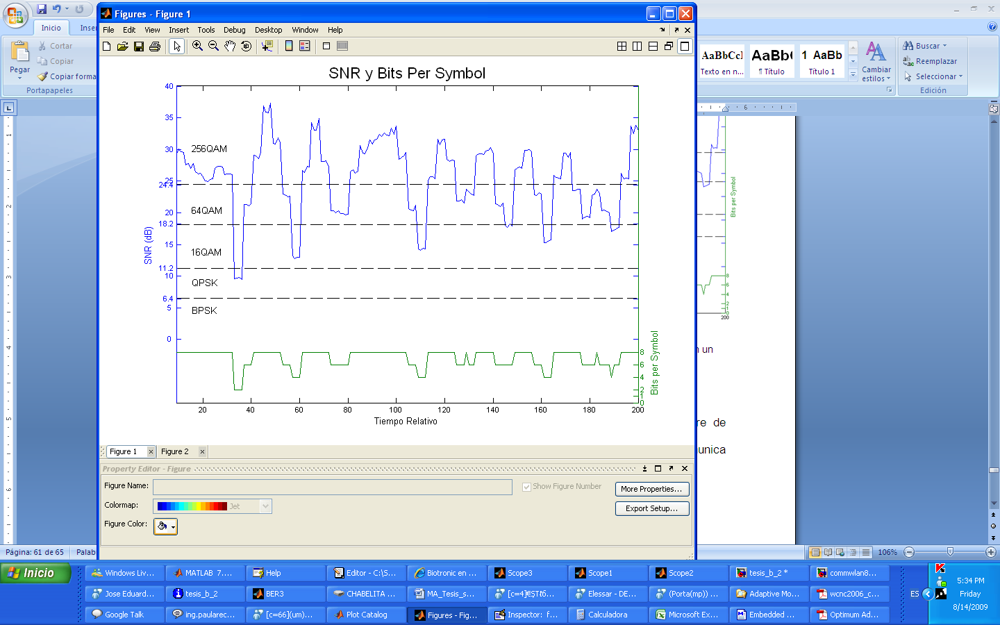 Figures - Figure 1
File Edit View Insert Tools Debug Desktop Window Help
Inicio Inser
Pegar
Cortar
Copiar
Copiar forma
Portapapeles
AaBbCcI AaBb( 1 AaBb
Texto en n... ¶ Título Título 1
Cambiar
estilos
Buscar
Reemplazar
Seleccionar
Edición
SNR y Bits Per Symbol
40
35
30
25
24.4
20
18.2
15
11.2
10
6.4
5
0
SNR (dB)
256QAM
64QAM
16QAM
QPSK
BPSK
8
6
4
2
1
0
Bits per Symbol
20 40 60 80 100 120 140 160 180 200
Tiempo Relativo
6
Bits per Symbol
8
6
4
2
1
0
200
n un
re de
unica
1
2
3
4
5
6
Figure 1 Figure 2
Property Editor - Figure
Figure Name:
Show Figure Number
More Properties...
Colormap: Jet
Export Setup...
Figure Color:
Página: 61 de 65 Palab
106%
Inicio
Windows Liv... MATLAB 7.... Help Editor - C:\S... Biotronic en ... Scope3 Scope1 Scope2 tesis_b_2 * commwlan8...
Jose Eduard... tesis_b_2 BER3 CHABELITA ... MA_Tesis_s... Elessar - DE... (Porta(mp)) ... Adaptive Mo... wcnc2006_c...
Google Talk ing.paularec... [c=66](um)... Plot Catalog Figures - Fig... Inspector: f... Calculadora Microsoft Ex... Embedded ... Optimum Ad...
ES
5:34 PM
Friday
8/14/2009